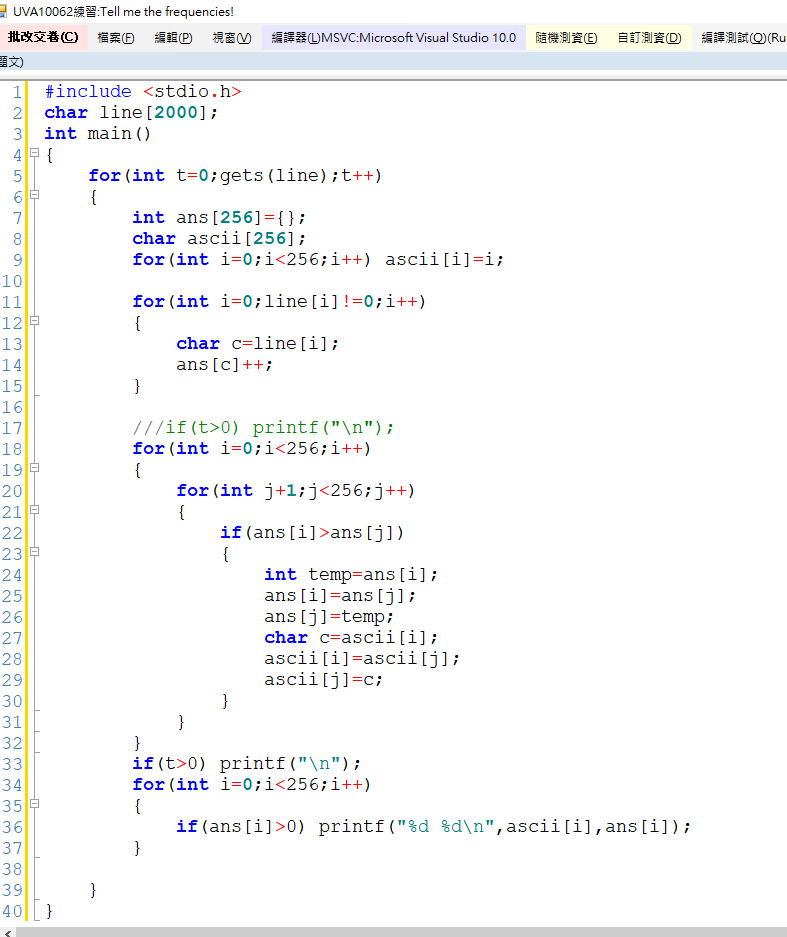 UVA10062練習:Tell me the frequencies!
批改交卷(C) 檔案(F) 編輯(P) 視窗(V) 編譯器(L)MSVC:Microsoft Visual Studio 10.0 隨機測資(E) 自訂測資(D) 編譯測試(Q)(Ru
題文)
1 #include <stdio.h>
2 char line[2000];
3 int main()
4 {
5     for(int t=0;gets(line);t++)
6     {
7         int ans[256]={};
8         char ascii[256];
9         for(int i=0;i<256;i++) ascii[i]=i;
10
11         for(int i=0;line[i]!=0;i++)
12         {
13             char c=line[i];
14             ans[c]++;
15         }
16
17         ///if(t>0) printf("\n");
18         for(int i=0;i<256;i++)
19         {
20             for(int j+1;j<256;j++)
21             {
22                 if(ans[i]>ans[j])
23                 {
24                     int temp=ans[i];
25                     ans[i]=ans[j];
26                     ans[j]=temp;
27                     char c=ascii[i];
28                     ascii[i]=ascii[j];
29                     ascii[j]=c;
30                 }
31             }
32         }
33         if(t>0) printf("\n");
34         for(int i=0;i<256;i++)
35         {
36             if(ans[i]>0) printf("%d %d\n",ascii[i],ans[i]);
37         }
38
39     }
40 }